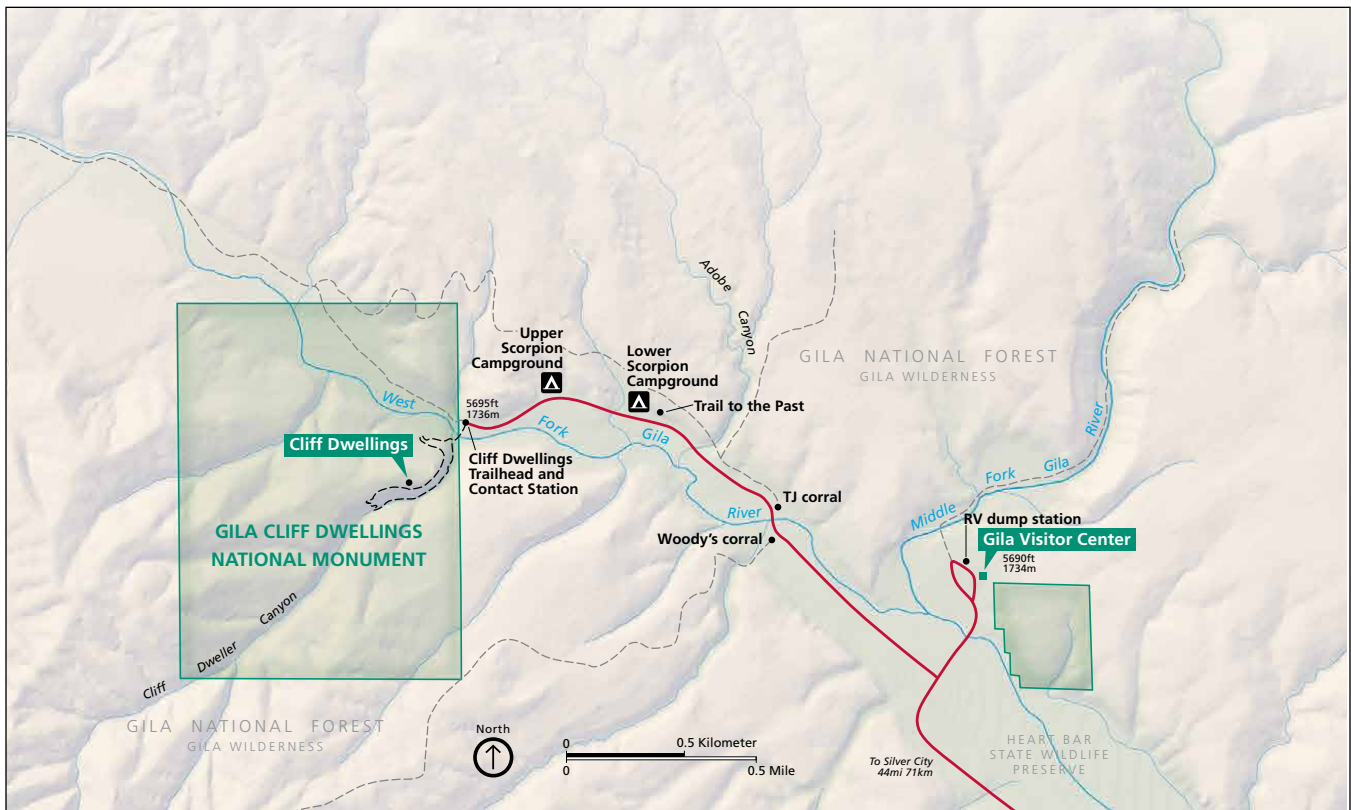 Adobe
Canyon
Upper
Scorpion
Campground
Lower
Scorpion
Campground
GILA NATIONAL FOREST
GILA WILDERNESS
Trail to the Past
West
Fork
Gila
River
5695ft
1736m
Cliff Dwellings
Cliff Dwellings
Trailhead and
Contact Station
GILA CLIFF DWELLINGS
NATIONAL MONUMENT
TJ corral
Woody's corral
Middle
Fork
Gila
River
RV dump station
Gila Visitor Center
5690ft
1734m
Cliff
Dweller
Canyon
GILA NATIONAL FOREST
GILA WILDERNESS
North
0
0.5 Kilometer
0
0.5 Mile
To Silver City
44mi 71km
HEART BAR
STATE WILDLIFE
PRESERVE